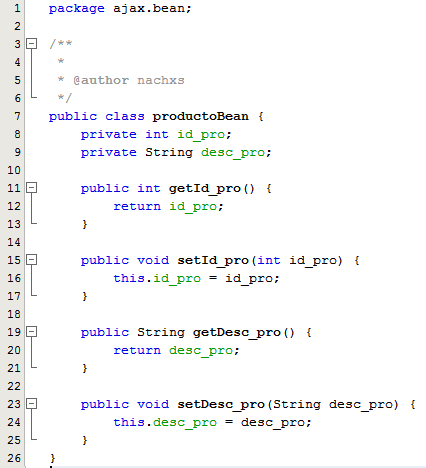 1 package ajax.bean;
2
3 /**
4  *
5  * @author nachxs
6  */
7 public class productoBean {
8     private int id_pro;
9     private String desc_pro;
10
11     public int getId_pro() {
12         return id_pro;
13     }
14
15     public void setId_pro(int id_pro) {
16         this.id_pro = id_pro;
17     }
18
19     public String getDesc_pro() {
20         return desc_pro;
21     }
22
23     public void setDesc_pro(String desc_pro) {
24         this.desc_pro = desc_pro;
25     }
26 }